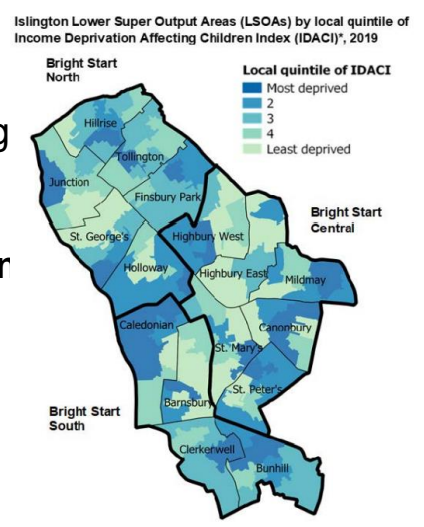 Islington Lower Super Output Areas (LSOAs) by local quintile of
Income Deprivation Affecting Children Index (IDACI)*, 2019
Bright Start
North
Local quintile of IDACI
Most deprived
2
3
4
Least deprived
g
Hillrise
Tollington
Junction
Finsbury Park
Bright Start
Central
St. George's
Highbury West
Holloway
Highbury East
Mildmay
Caledonian
Canonbury
St. Mary's
St. Peter's
Barnsbury
Bright Start
South
Clerkerwell
Bunhill